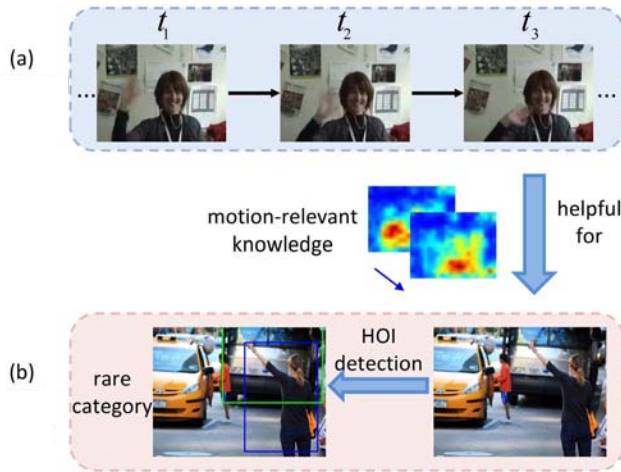 (a)
t₁ t₂ t₃
... ...
motion-relevant
knowledge
helpful
for
(b)
rare
category
HOI
detection